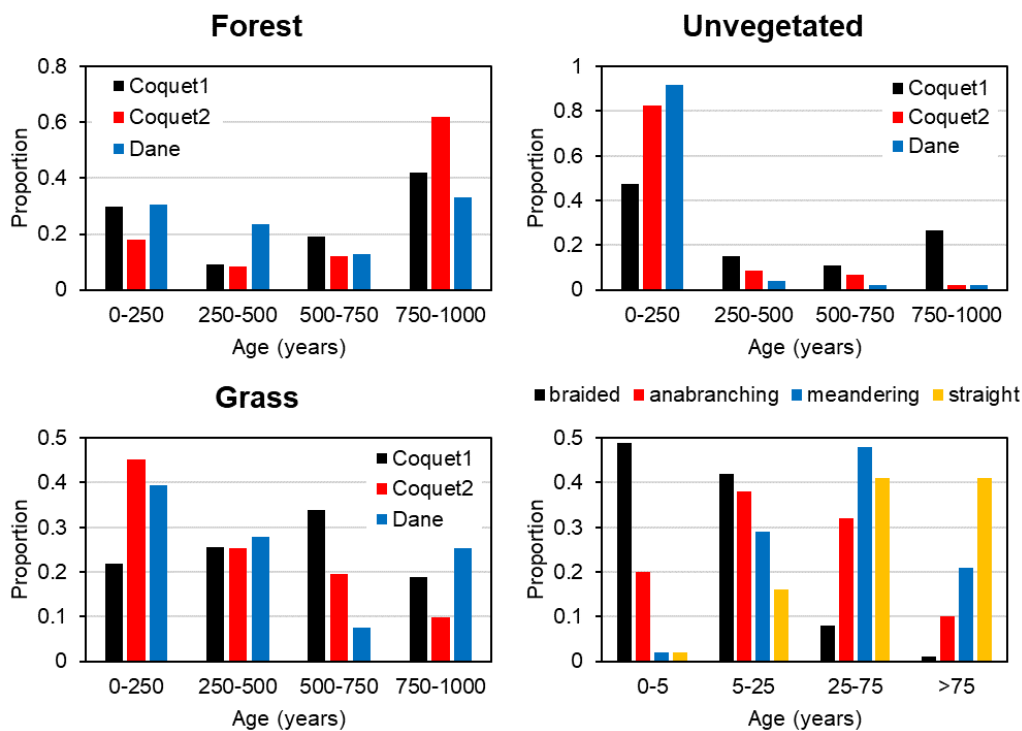 Forest
0.8
0.6
0.4
0.2
0
Proportion
Coquet1
Coquet2
Dane
0-250 250-500 500-750 750-1000
Age (years)
Unvegetated
1
0.8
0.6
0.4
0.2
0
Proportion
Coquet1
Coquet2
Dane
0-250 250-500 500-750 750-1000
Age (years)
Grass
0.5
0.4
0.3
0.2
0.1
0
Proportion
Coquet1
Coquet2
Dane
0-250 250-500 500-750 750-1000
Age (years)
braided anabranching meandering straight
0.5
0.4
0.3
0.2
0.1
0
Proportion
0-5 5-25 25-75 >75
Age (years)